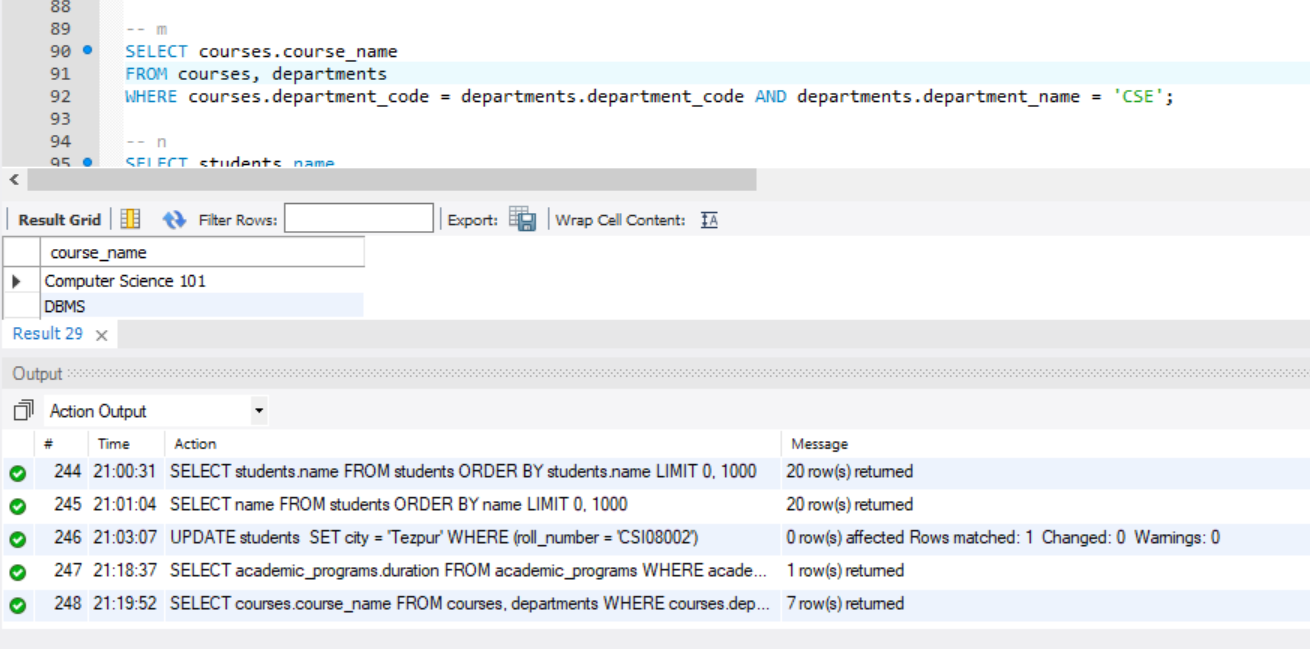 88
89 -- m
90 SELECT courses.course_name
91 FROM courses, departments
92 WHERE courses.department_code = departments.department_code AND departments.department_name = 'CSE';
93
94 -- n
95 SELECT students.name
Result Grid Filter Rows: Export: Wrap Cell Content: IA
course_name
Computer Science 101
DBMS
Result 29 ×
Output
Action Output
# Time Action Message
244 21:00:31 SELECT students.name FROM students ORDER BY students.name LIMIT 0, 1000 20 row(s) returned
245 21:01:04 SELECT name FROM students ORDER BY name LIMIT 0, 1000 20 row(s) returned
246 21:03:07 UPDATE students SET city = 'Tezpur' WHERE (roll_number = 'CSI08002') 0 row(s) affected Rows matched: 1 Changed: 0 Warnings: 0
247 21:18:37 SELECT academic_programs.duration FROM academic_programs WHERE acade... 1 row(s) returned
248 21:19:52 SELECT courses.course_name FROM courses, departments WHERE courses.dep... 7 row(s) returned